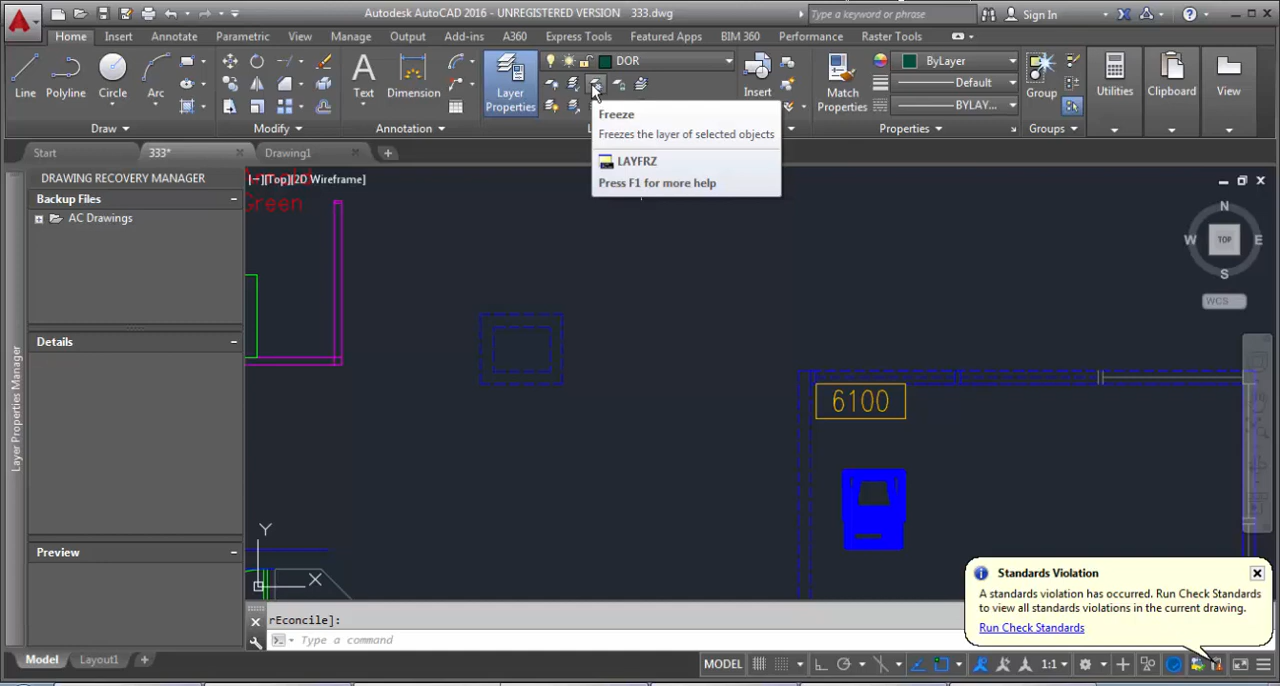 Autodesk AutoCAD 2016 - UNREGISTERED VERSION 333.dwg
Type a keyword or phrase
Sign In
Home Insert Annotate Parametric View Manage Output Add-ins A360 Express Tools Featured Apps BIM 360 Performance Raster Tools
DOR
ByLayer
Default
BYLAY...
Line Polyline Circle Arc
Text Dimension
Layer
Properties
Insert
Match
Properties
Group
Utilities
Clipboard
View
Draw Modify Annotation
Properties Groups
Freeze
Freezes the layer of selected objects
LAYFRZ
Press F1 for more help
Start 333* Drawing1
DRAWING RECOVERY MANAGER
Backup Files
AC Drawings
Details
Preview
Layer Properties Manager
[−][Top][2D Wireframe]
Green
N
W TOP E
S
WCS
6100
Y
X
Standards Violation
A standards violation has occurred. Run Check Standards
to view all standards violations in the current drawing.
Run Check Standards
rEconcile]:
Type a command
Model Layout1
MODEL
1:1